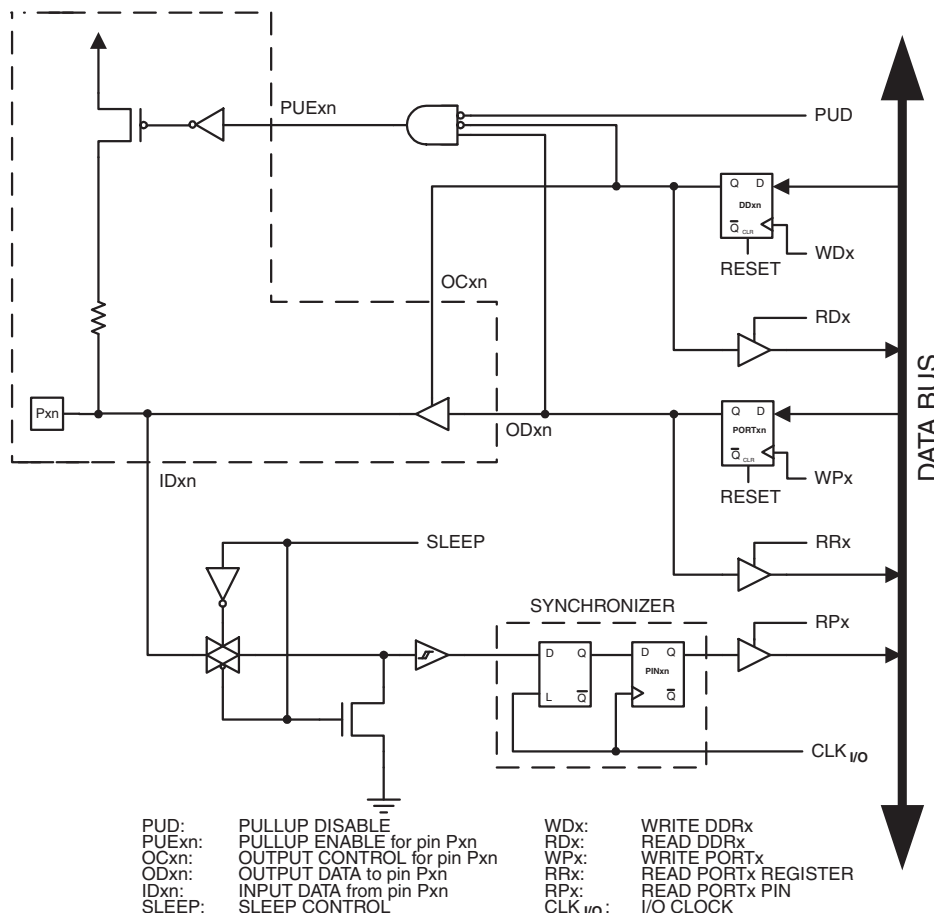 PUExn
PUD
Q D
DDxn
Q CLR
WDx
RESET
OCxn
RDx
Pxn
ODxn
Q D
PORTxn
Q CLR
WPx
RESET
IDxn
DATA BUS
SLEEP
RRx
SYNCHRONIZER
RPx
D Q
L Q
D Q
PINxn
Q
CLK I/O
PUD: PULLUP DISABLE
PUExn: PULLUP ENABLE for pin Pxn
OCxn: OUTPUT CONTROL for pin Pxn
ODxn: OUTPUT DATA to pin Pxn
IDxn: INPUT DATA from pin Pxn
SLEEP: SLEEP CONTROL
WDx: WRITE DDRx
RDx: READ DDRx
WPx: WRITE PORTx
RRx: READ PORTx REGISTER
RPx: READ PORTx PIN
CLK I/O: I/O CLOCK